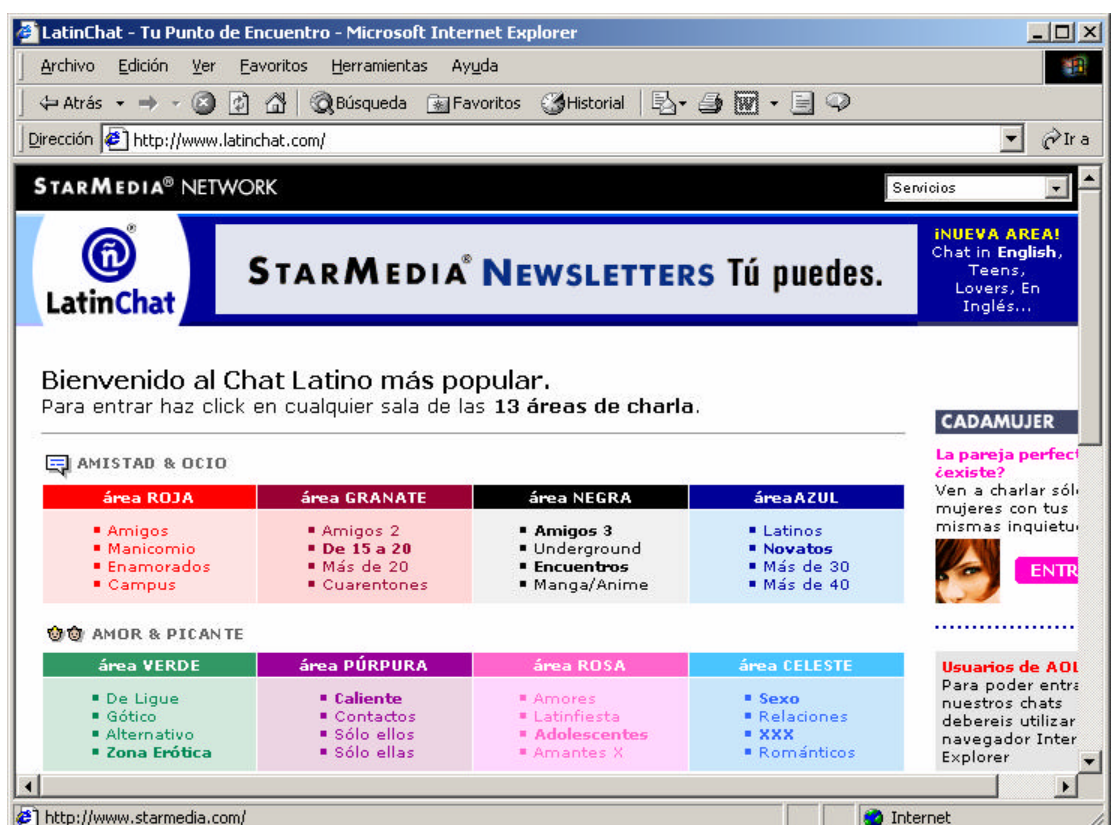 LatinChat - Tu Punto de Encuentro - Microsoft Internet Explorer
Archivo Edición Ver Favoritos Herramientas Ayuda
Atrás Búsqueda Favoritos Historial
Dirección http://www.latinchat.com/ Ir a
STARMEDIA® NETWORK Servicios
ñ® LatinChat
STARMEDIA® NEWSLETTERS Tú puedes.
¡NUEVA AREA!
Chat in English,
Teens,
Lovers, En
Inglés...
Bienvenido al Chat Latino más popular.
Para entrar haz click en cualquier sala de las 13 áreas de charla.
AMISTAD & OCIO
área ROJA
Amigos
Manicomio
Enamorados
Campus
área GRANATE
Amigos 2
De 15 a 20
Más de 20
Cuarentones
área NEGRA
Amigos 3
Underground
Encuentros
Manga/Anime
áreaAZUL
Latinos
Novatos
Más de 30
Más de 40
AMOR & PICANTE
área VERDE
De Ligue
Gótico
Alternativo
Zona Erótica
área PÚRPURA
Caliente
Contactos
Sólo ellos
Sólo ellas
área ROSA
Amores
Latinfiesta
Adolescentes
Amantes X
área CELESTE
Sexo
Relaciones
XXX
Románticos
CADAMUJER
La pareja perfect
¿existe?
Ven a charlar sól
mujeres con tus
mismas inquietu
ENTR
Usuarios de AOL
Para poder entra
nuestros chats
debereis utilizar
navegador Inter
Explorer
http://www.starmedia.com/ Internet